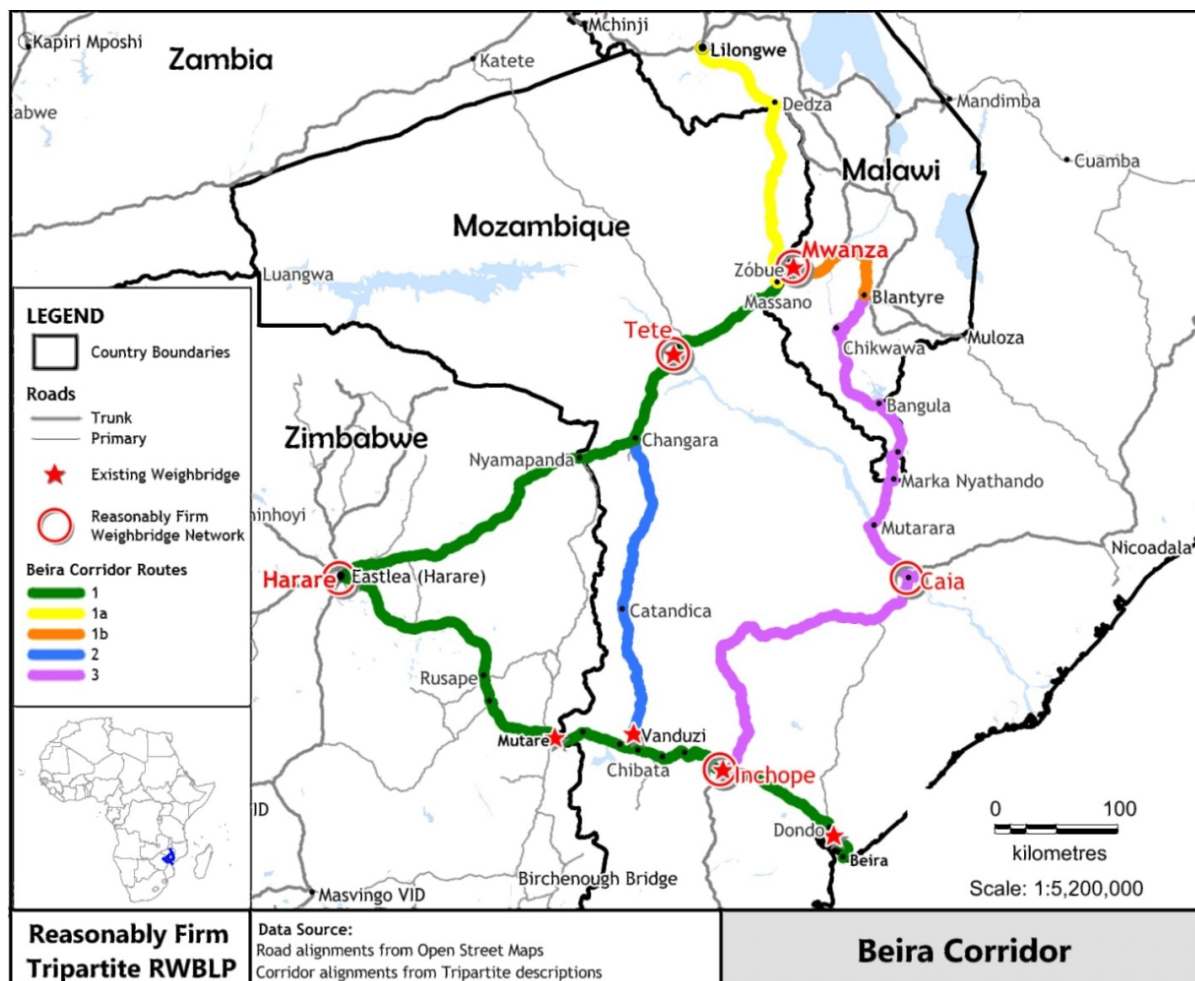 Mchinji
Kapiri Mposhi
Zambia
Katete
Lilongwe
abwe
Dedza
Mandimba
Cuamba
Malawi
Mozambique
Mwanza
Luangwa
Zóbue
Massano
Blantyre
Tete
Chikwawa
Muloza
Bangula
Zimbabwe
Changara
Nyamapanda
Marka Nyathando
inhoyi
Mutarara
Nicoadala
Harare
Eastlea (Harare)
Caia
Catandica
Rusape
Mutare
Vanduzi
Chibata
Inchope
Dondo
Beira
VID
Birchenough Bridge
Masvingo VID
LEGEND
Country Boundaries
Roads
Trunk
Primary
Existing Weighbridge
Reasonably Firm
Weighbridge Network
Beira Corridor Routes
1
1a
1b
2
3
0 100
kilometres
Scale: 1:5,200,000
Reasonably Firm
Tripartite RWBLP
Data Source:
Road alignments from Open Street Maps
Corridor alignments from Tripartite descriptions
Beira Corridor